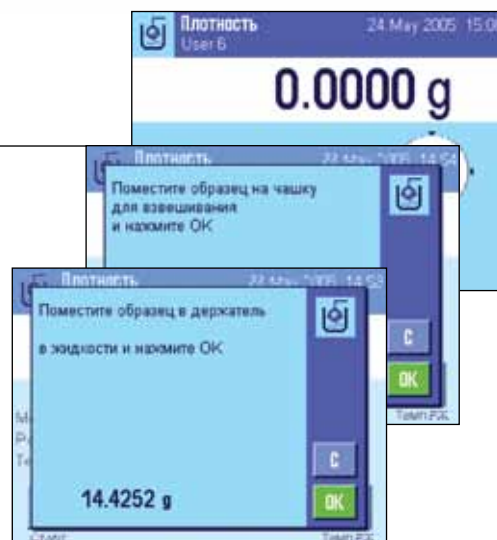 Плотность
24 May 2005 15:0
User 6
0.0000 g
Плотность
Поместите образец на чашку
для взвешивания
и нажмите OK
C
OK
Плотность
Поместите образец в держатель
в жидкости и нажмите OK
14.4252 g
C
OK
Старт